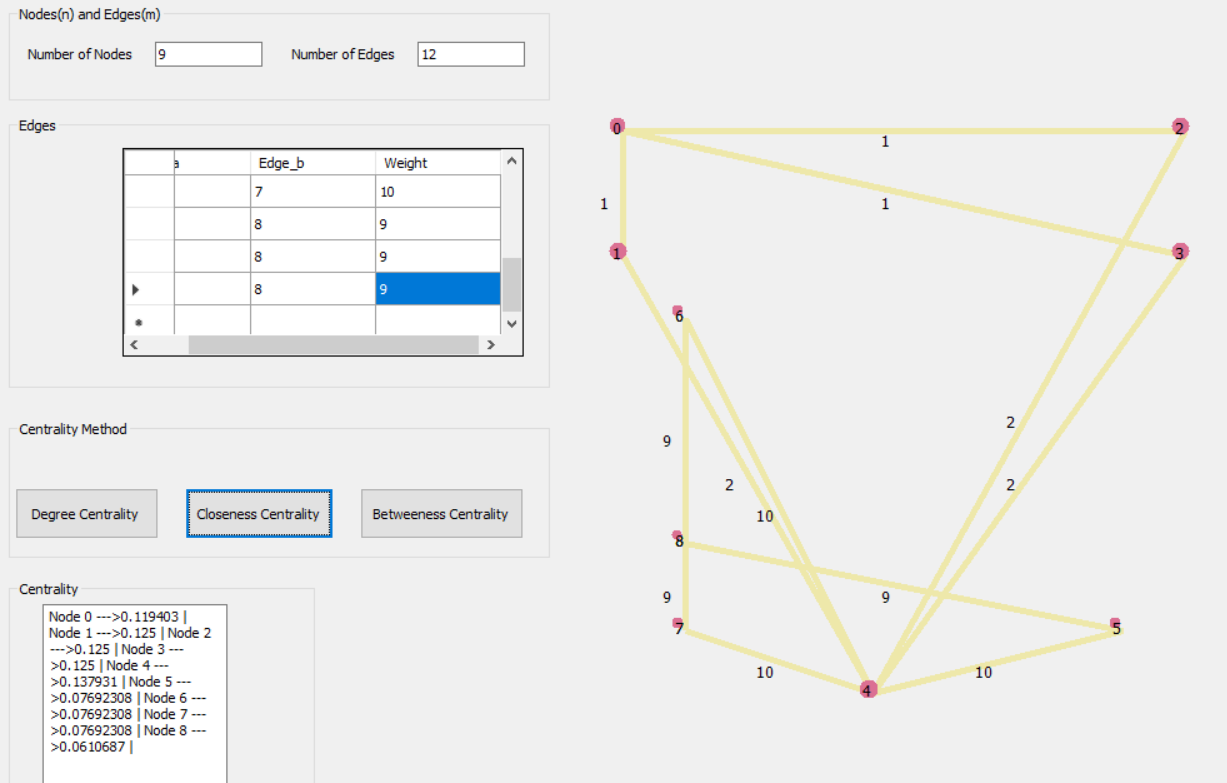 Nodes(n) and Edges(m)
Number of Nodes 9 Number of Edges 12
Edges
a Edge_b Weight
7 10
8 9
8 9
8 9
Centrality Method
Degree Centrality Closeness Centrality Betweeness Centrality
Centrality
Node 0 --->0.119403 |
Node 1 --->0.125 | Node 2
--->0.125 | Node 3 ---
>0.125 | Node 4 ---
>0.137931 | Node 5 ---
>0.07692308 | Node 6 ---
>0.07692308 | Node 7 ---
>0.07692308 | Node 8 ---
>0.0610687 |
0 2
1
1 1
1 3
6
2
9
2 2
10
8
9 9
7 5
10 10
4